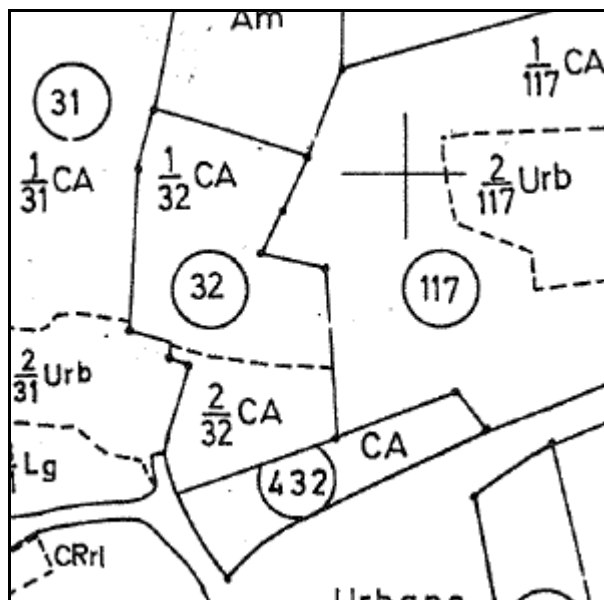 Am
1/117 CA
31
1/31 CA
1/32 CA
2/117 Urb
32
117
2/31 Urb
2/32 CA
CA
Lg
432
CRrl
Urbano